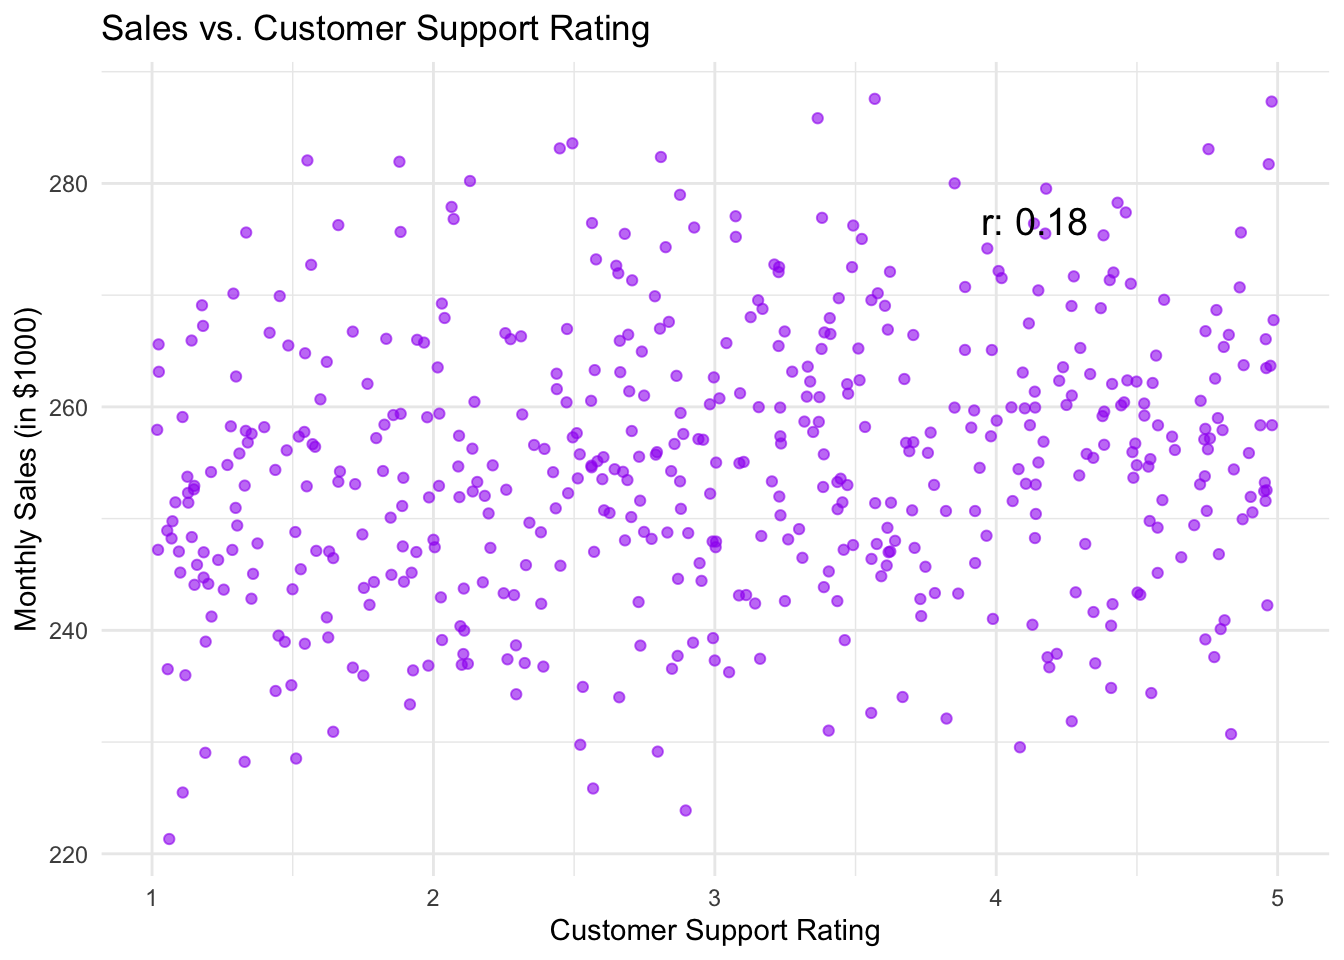 Sales vs. Customer Support Rating
r: 0.18
Monthly Sales (in $1000)
280
260
240
220
1 2 3 4 5
Customer Support Rating